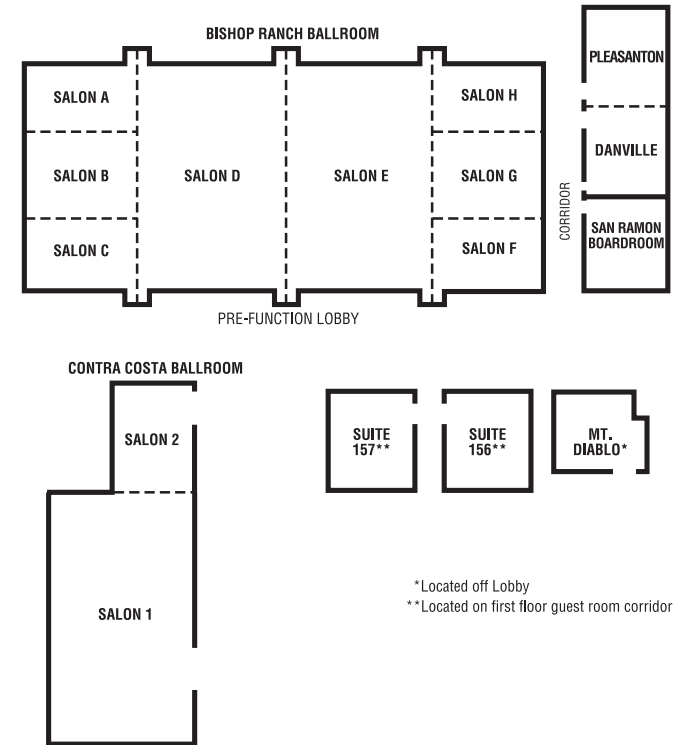 BISHOP RANCH BALLROOM
SALON A
SALON B
SALON C
SALON D
SALON E
SALON H
SALON G
SALON F
PRE-FUNCTION LOBBY
CORRIDOR
PLEASANTON
DANVILLE
SAN RAMON
BOARDROOM
CONTRA COSTA BALLROOM
SALON 2
SALON 1
SUITE
157**
SUITE
156**
MT.
DIABLO*
*Located off Lobby
**Located on first floor guest room corridor